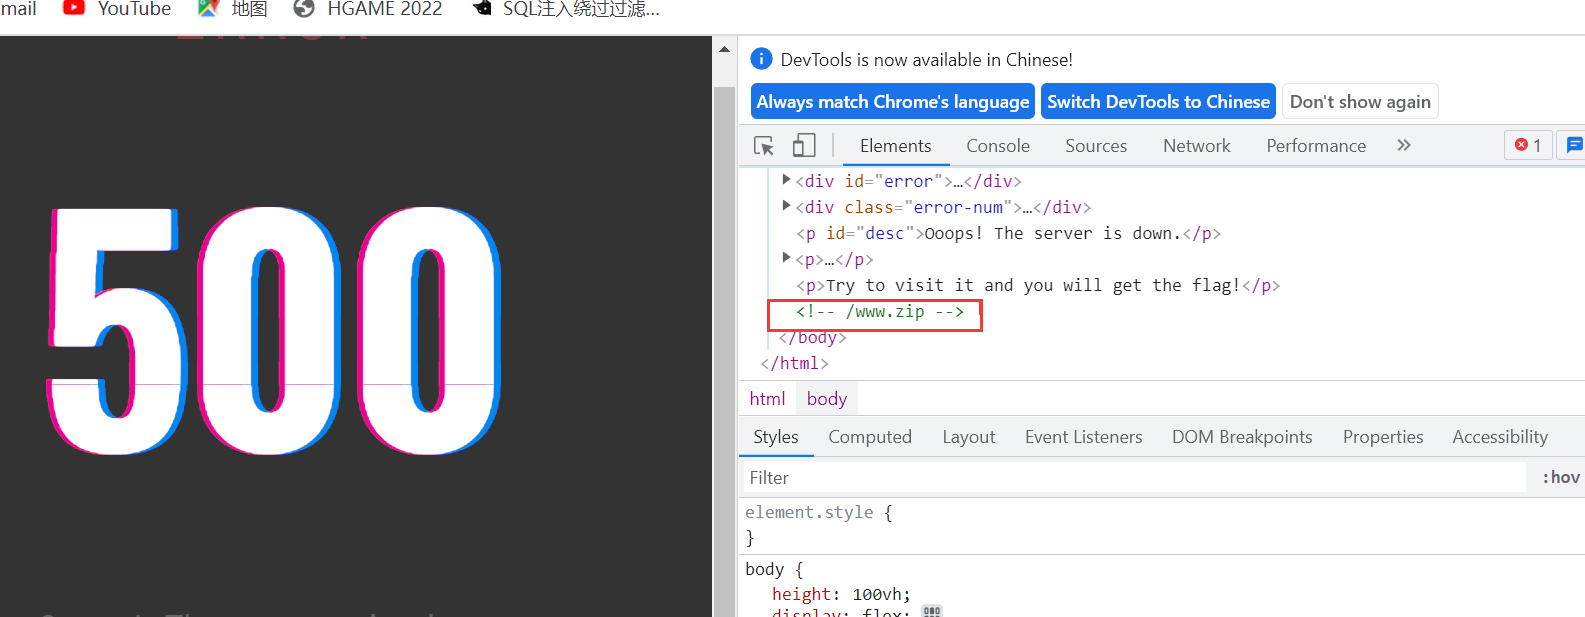 mail YouTube 地图 HGAME 2022 SQL注入绕过过滤...
ERROR
500
DevTools is now available in Chinese!
Always match Chrome's language Switch DevTools to Chinese Don't show again
Elements Console Sources Network Performance » 1
▶<div id="error">…</div>
▶<div class="error-num">…</div>
<p id="desc">Ooops! The server is down.</p>
▶<p>…</p>
<p>Try to visit it and you will get the flag!</p>
<!-- /www.zip -->
</body>
</html>
html body
Styles Computed Layout Event Listeners DOM Breakpoints Properties Accessibility
Filter :hov
element.style {
}
body {
height: 100vh;
display: flex;